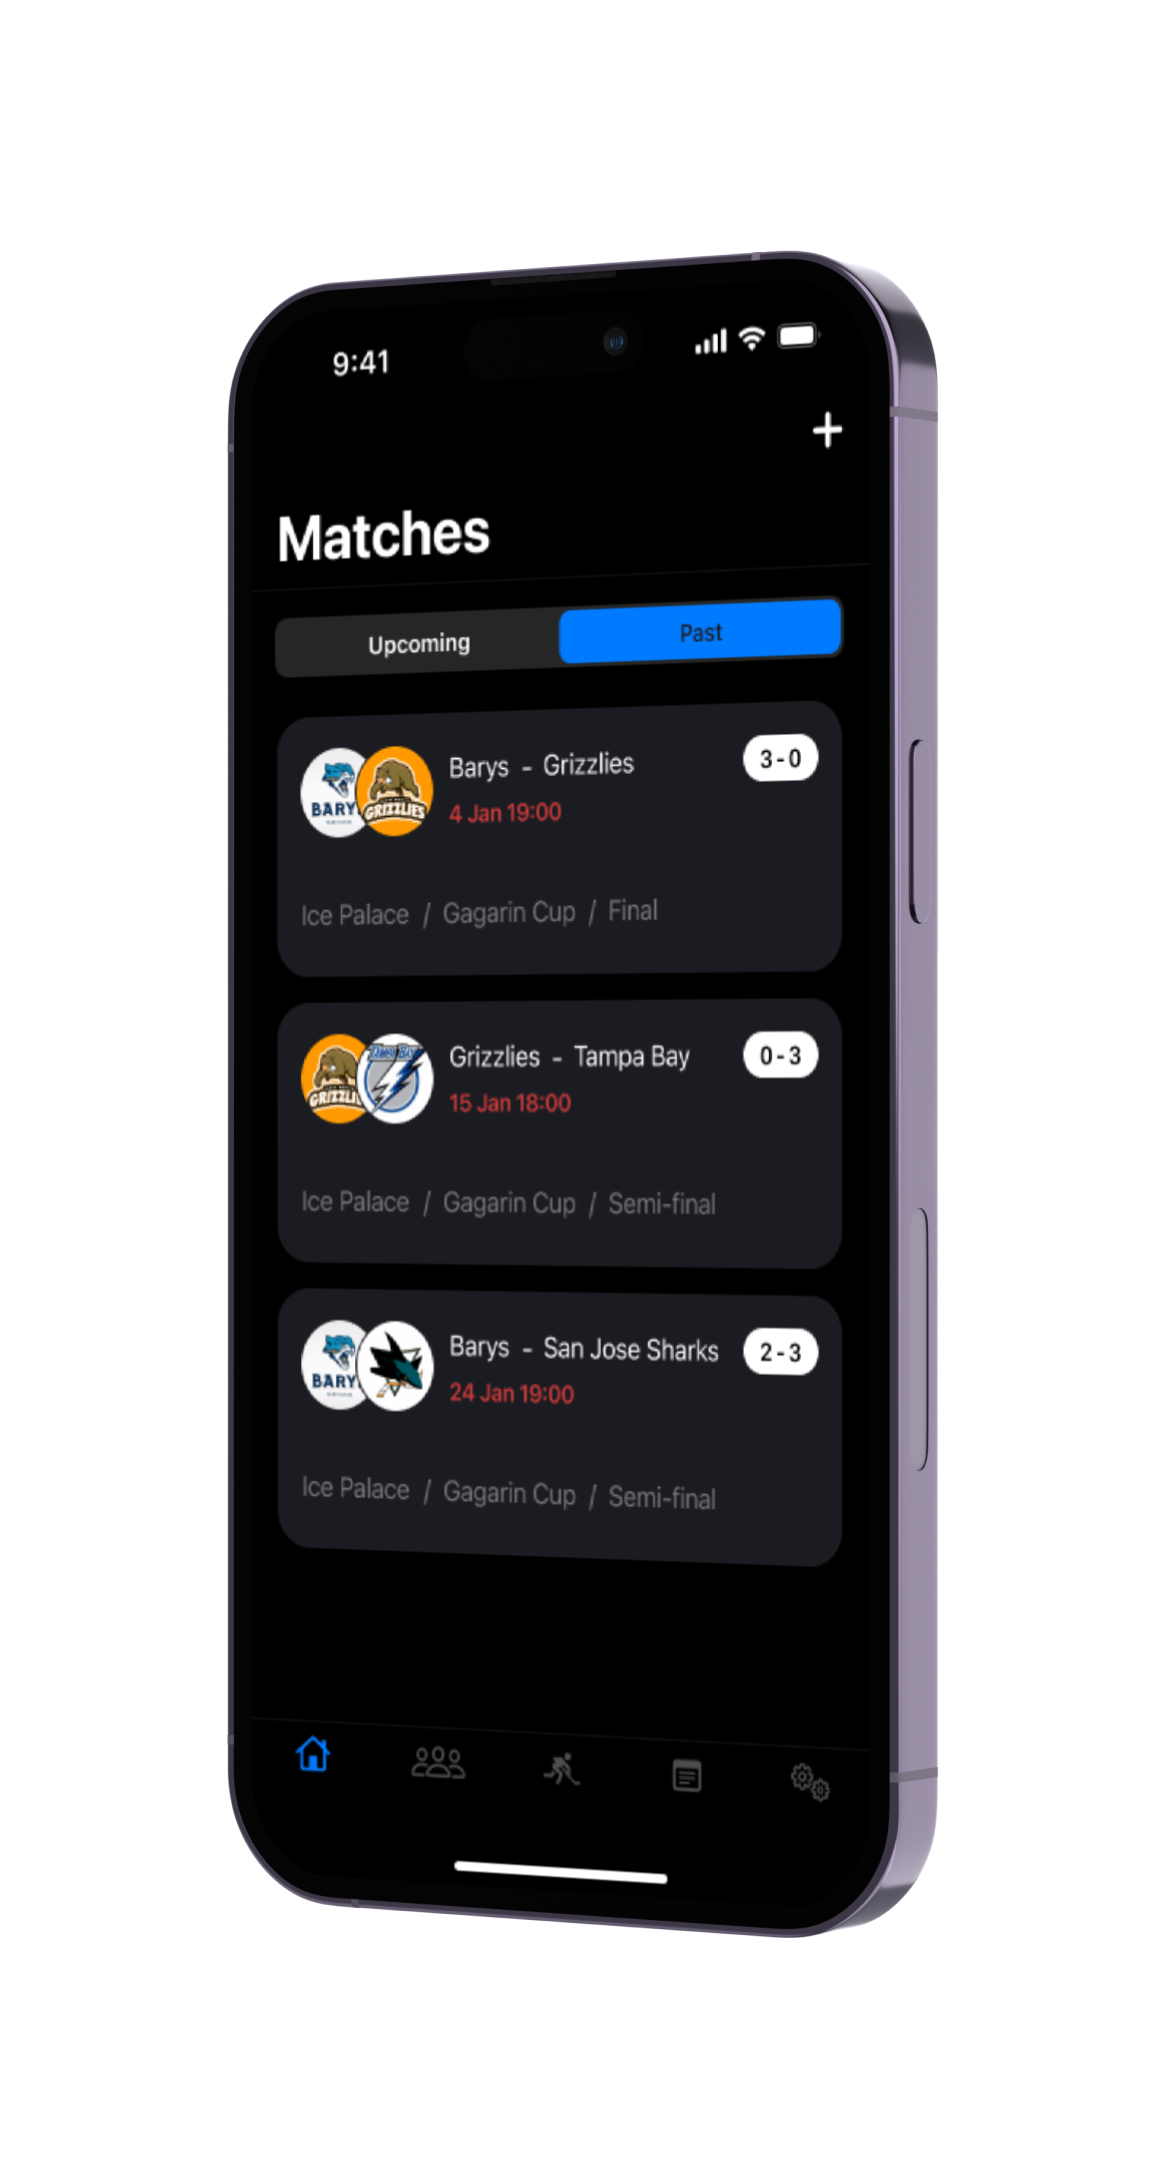 9:41
Matches
Upcoming
Past
BARY
GRIZZLIES
Barys - Grizzlies
3-0
4 Jan 19:00
Ice Palace / Gagarin Cup / Final
GRIZZLI
TAMPA BAY
Grizzlies - Tampa Bay
0-3
15 Jan 18:00
Ice Palace / Gagarin Cup / Semi-final
BARY
Barys - San Jose Sharks
2-3
24 Jan 19:00
Ice Palace / Gagarin Cup / Semi-final